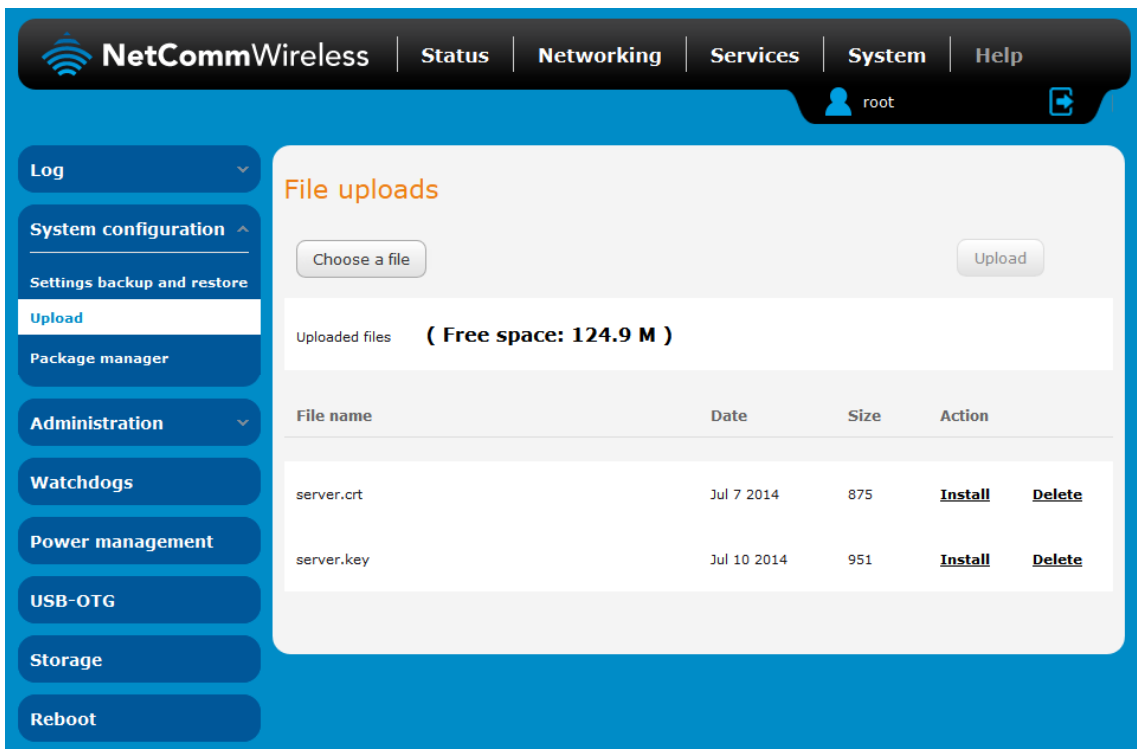 NetCommWireless Status Networking Services System Help
root
Log
System configuration
Settings backup and restore
Upload
Package manager
Administration
Watchdogs
Power management
USB-OTG
Storage
Reboot
File uploads
Choose a file Upload
Uploaded files ( Free space: 124.9 M )
File name Date Size Action
server.crt Jul 7 2014 875 Install Delete
server.key Jul 10 2014 951 Install Delete